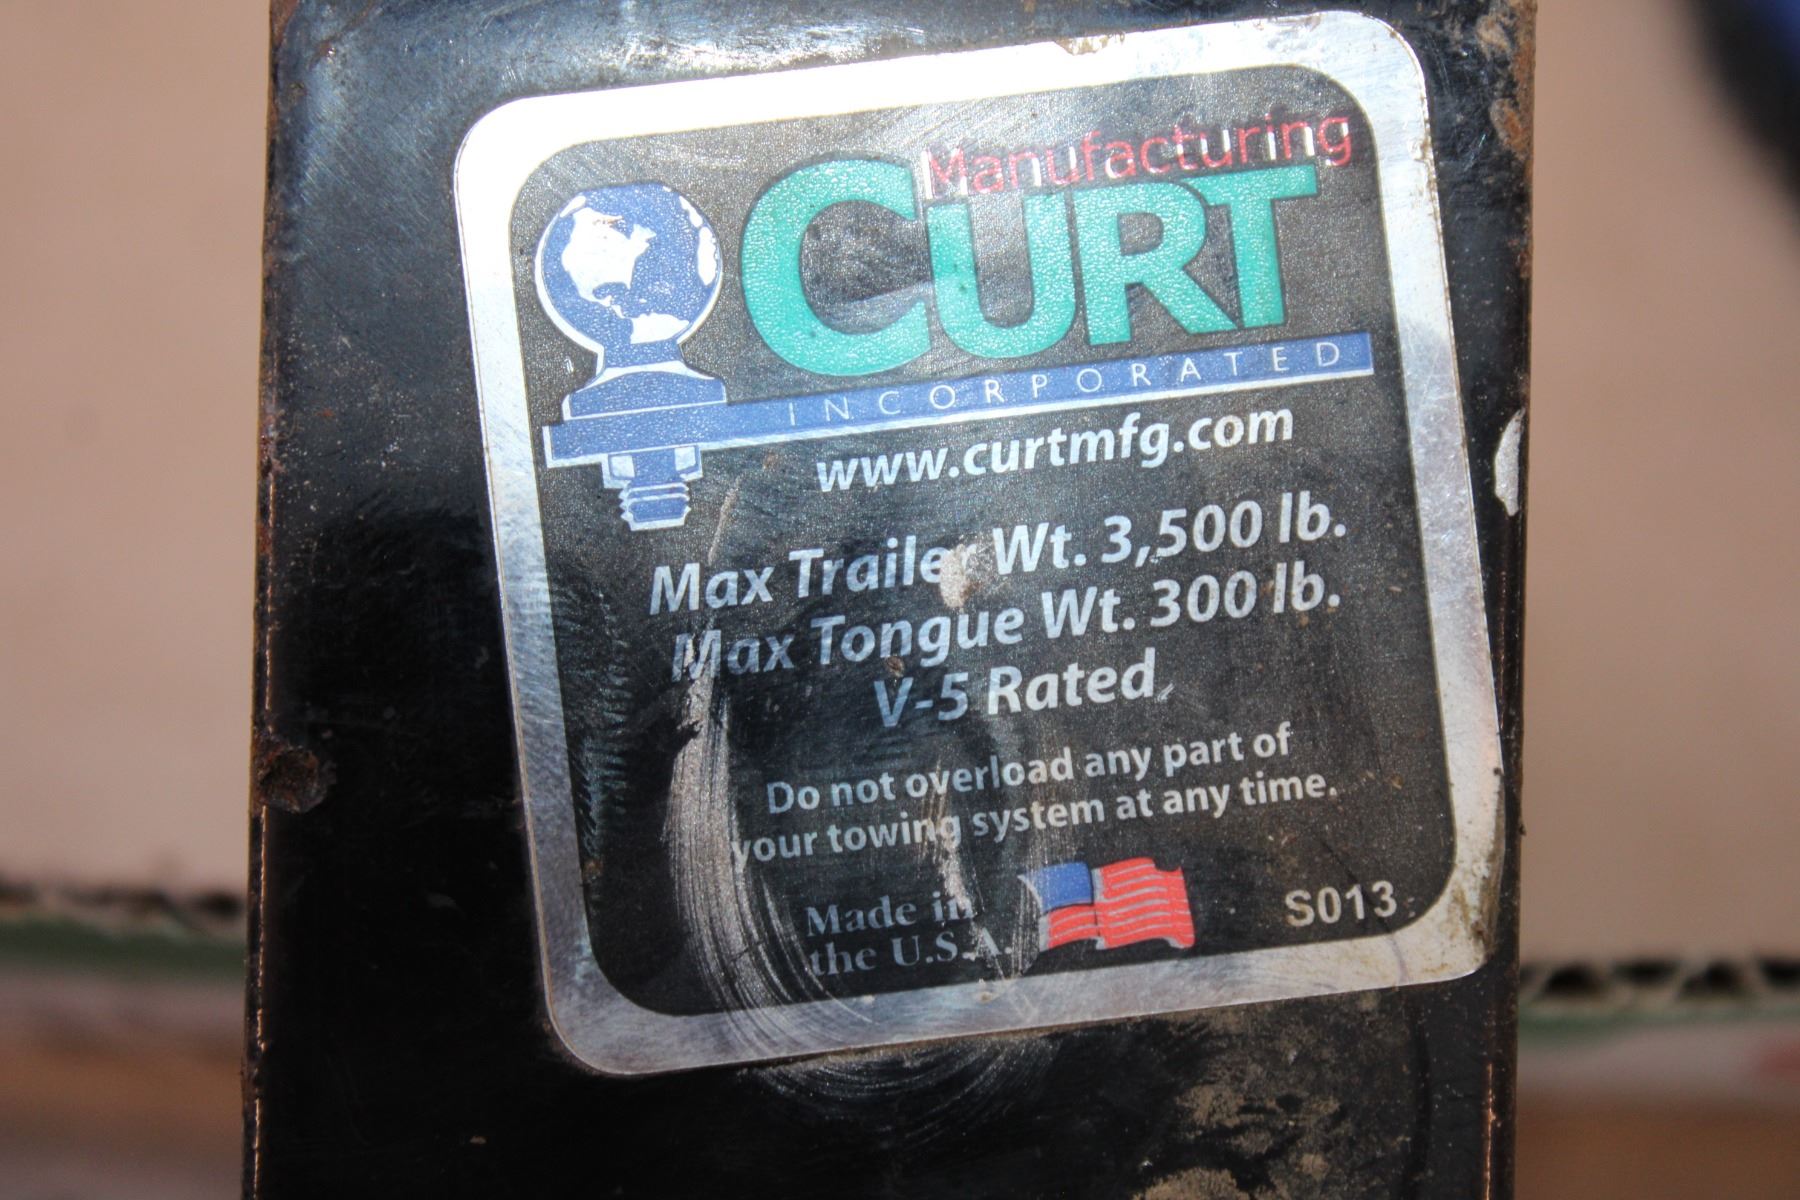 Manufacturing
CURT
INCORPORATED
www.curtmfg.com
Max Trailer Wt. 3,500 lb.
Max Tongue Wt. 300 lb.
V-5 Rated
Do not overload any part of
your towing system at any time.
Made in
the U.S.A.
S013